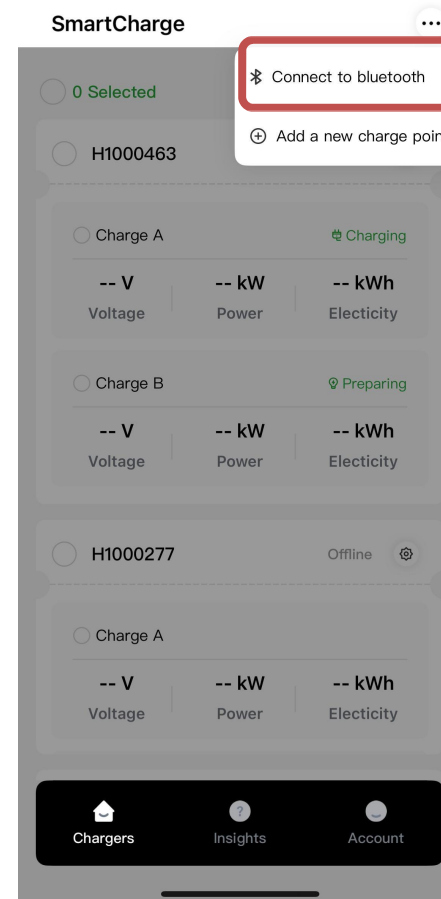 SmartCharge
0 Selected
Connect to bluetooth
Add a new charge poin
H1000463
Charge A Charging
-- V -- kW -- kWh
Voltage Power Electicity
Charge B Preparing
-- V -- kW -- kWh
Voltage Power Electicity
H1000277 Offline
Charge A
-- V -- kW -- kWh
Voltage Power Electicity
Chargers Insights Account